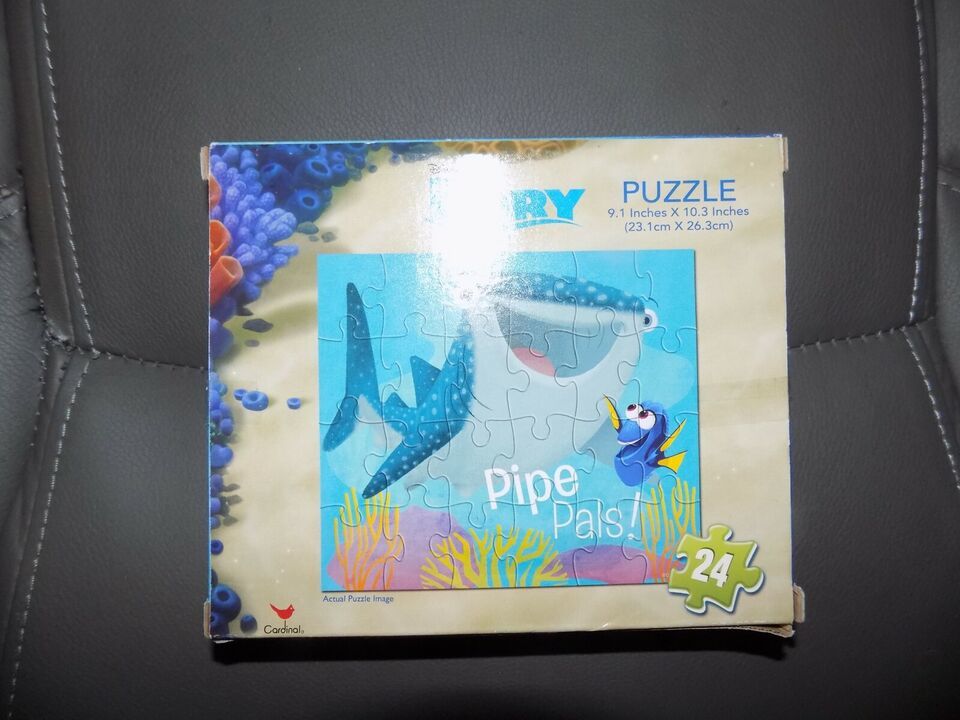 RY
PUZZLE
9.1 Inches X 10.3 Inches
(23.1cm X 26.3cm)
Pipe
Pals!
24
Actual Puzzle Image
Cardinal